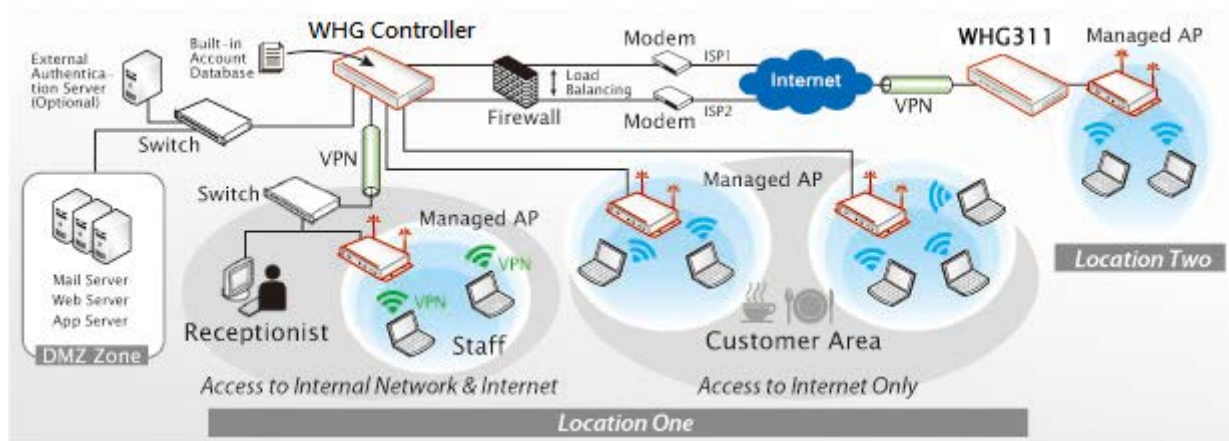 WHG Controller
Built-in
Account
Database
External
Authentica-
tion Server
(Optional)
Switch
Modem
ISP1
Load
Balancing
Firewall
ISP2
Modem
Internet
VPN
WHG311
Managed AP
VPN
Switch
Managed AP
VPN
VPN
Receptionist
Staff
Access to Internal Network & Internet
Mail Server
Web Server
App Server
DMZ Zone
Managed AP
Customer Area
Access to Internet Only
Location Two
Location One